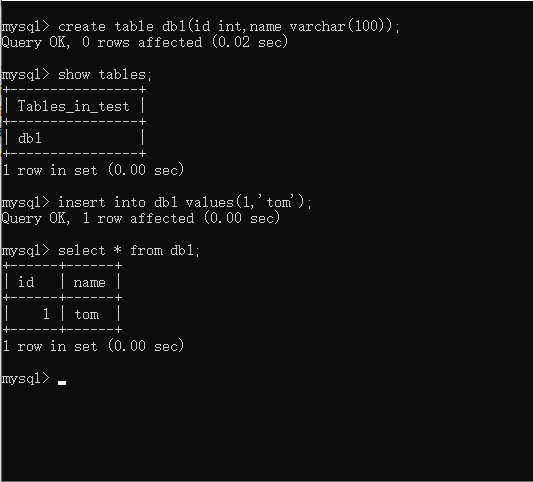 mysql> create table db1(id int,name varchar(100));
Query OK, 0 rows affected (0.02 sec)
mysql> show tables;
+----------------+
| Tables_in_test |
+----------------+
| db1            |
+----------------+
1 row in set (0.00 sec)
mysql> insert into db1 values(1,'tom');
Query OK, 1 row affected (0.00 sec)
mysql> select * from db1;
+------+------+
| id   | name |
+------+------+
|    1 | tom  |
+------+------+
1 row in set (0.00 sec)
mysql>